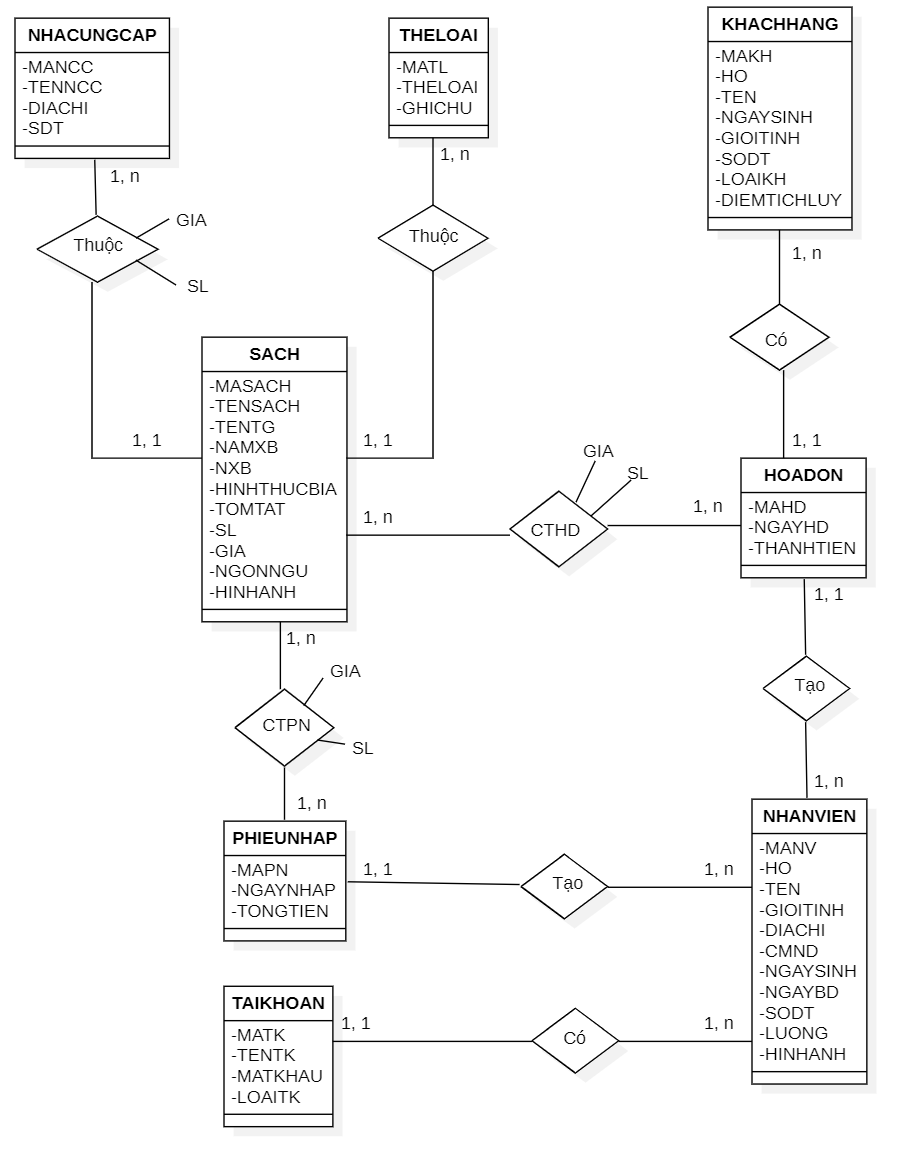 NHACUNGCAP
-MANCC
-TENNCC
-DIACHI
-SDT
THELOAI
-MATL
-THELOAI
-GHICHU
KHACHHANG
-MAKH
-HO
-TEN
-NGAYSINH
-GIOITINH
-SODT
-LOAIKH
-DIEMTICHLUY
1, n
1, n
1, n
Thuộc
GIA
SL
Thuộc
Có
SACH
-MASACH
-TENSACH
-TENTG
-NAMXB
-NXB
-HINHTHUCBIA
-TOMTAT
-SL
-GIA
-NGONNGU
-HINHANH
1, 1
1, 1
1, 1
GIA
SL
CTHD
1, n
1, n
HOADON
-MAHD
-NGAYHD
-THANHTIEN
1, 1
1, n
GIA
CTPN
SL
Tạo
1, n
1, n
PHIEUNHAP
-MAPN
-NGAYNHAP
-TONGTIEN
1, 1
Tạo
1, n
NHANVIEN
-MANV
-HO
-TEN
-GIOITINH
-DIACHI
-CMND
-NGAYSINH
-NGAYBD
-SODT
-LUONG
-HINHANH
TAIKHOAN
-MATK
-TENTK
-MATKHAU
-LOAITK
1, 1
Có
1, n